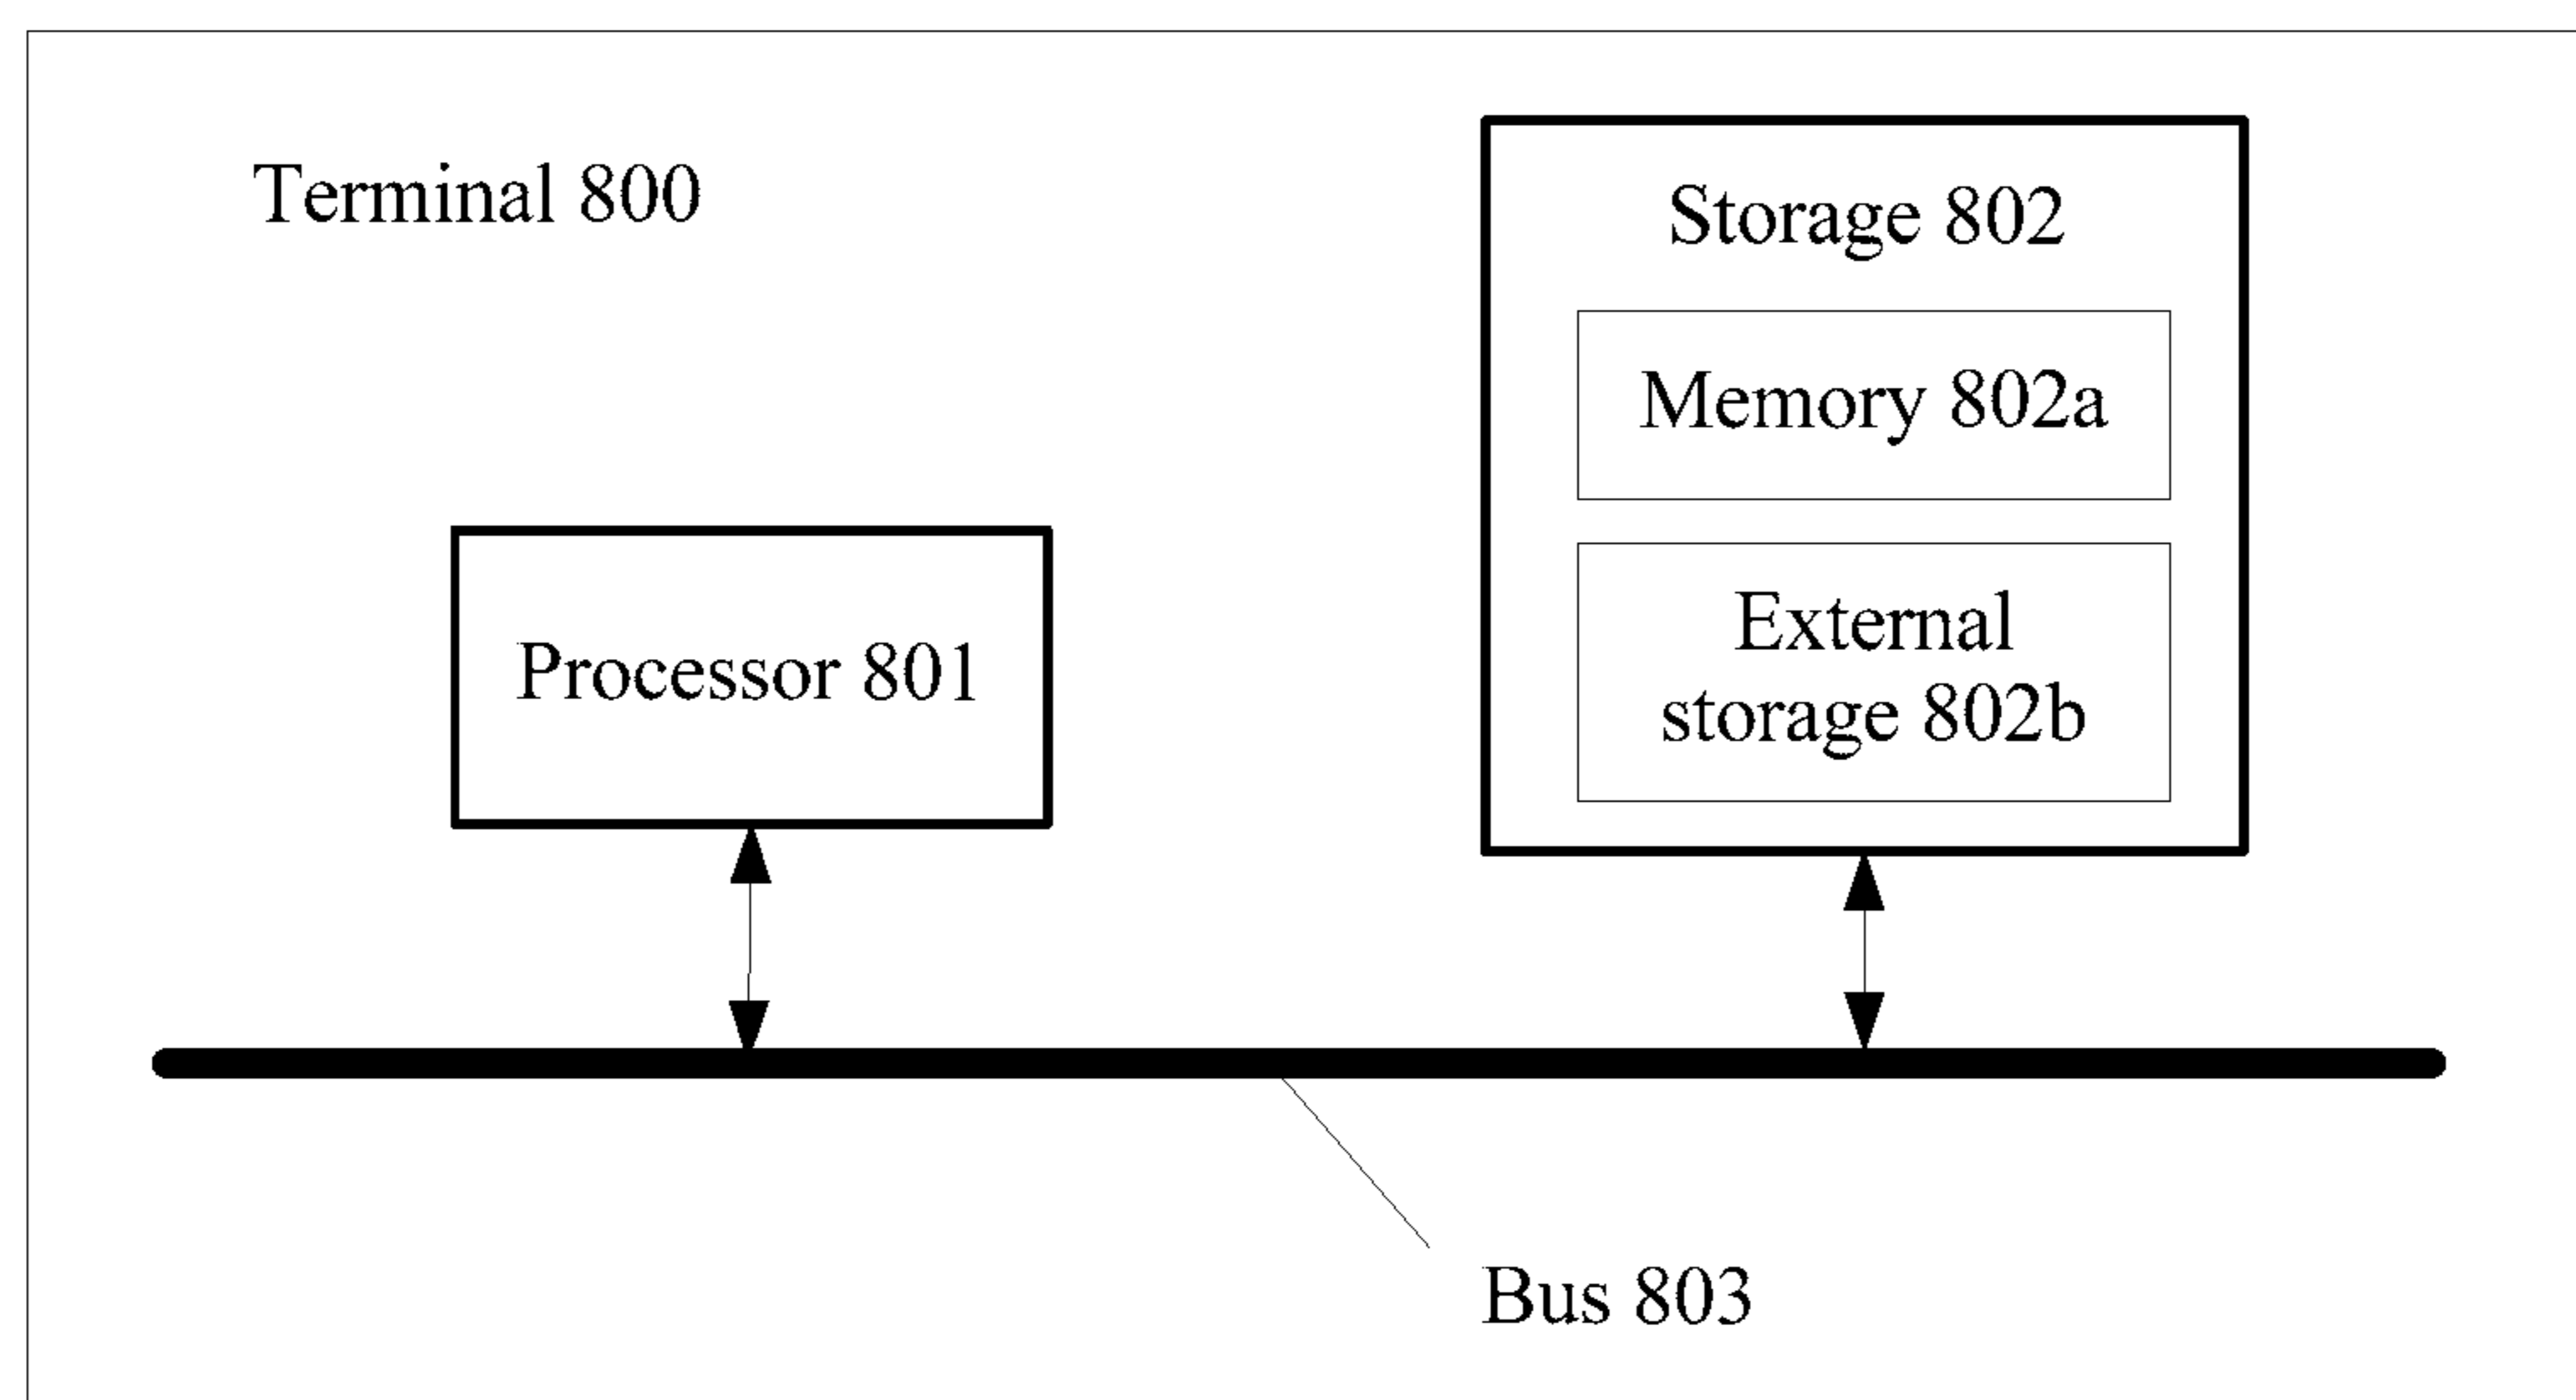 Terminal 800
Storage 802
Memory 802a
External
storage 802b
Processor 801
Bus 803